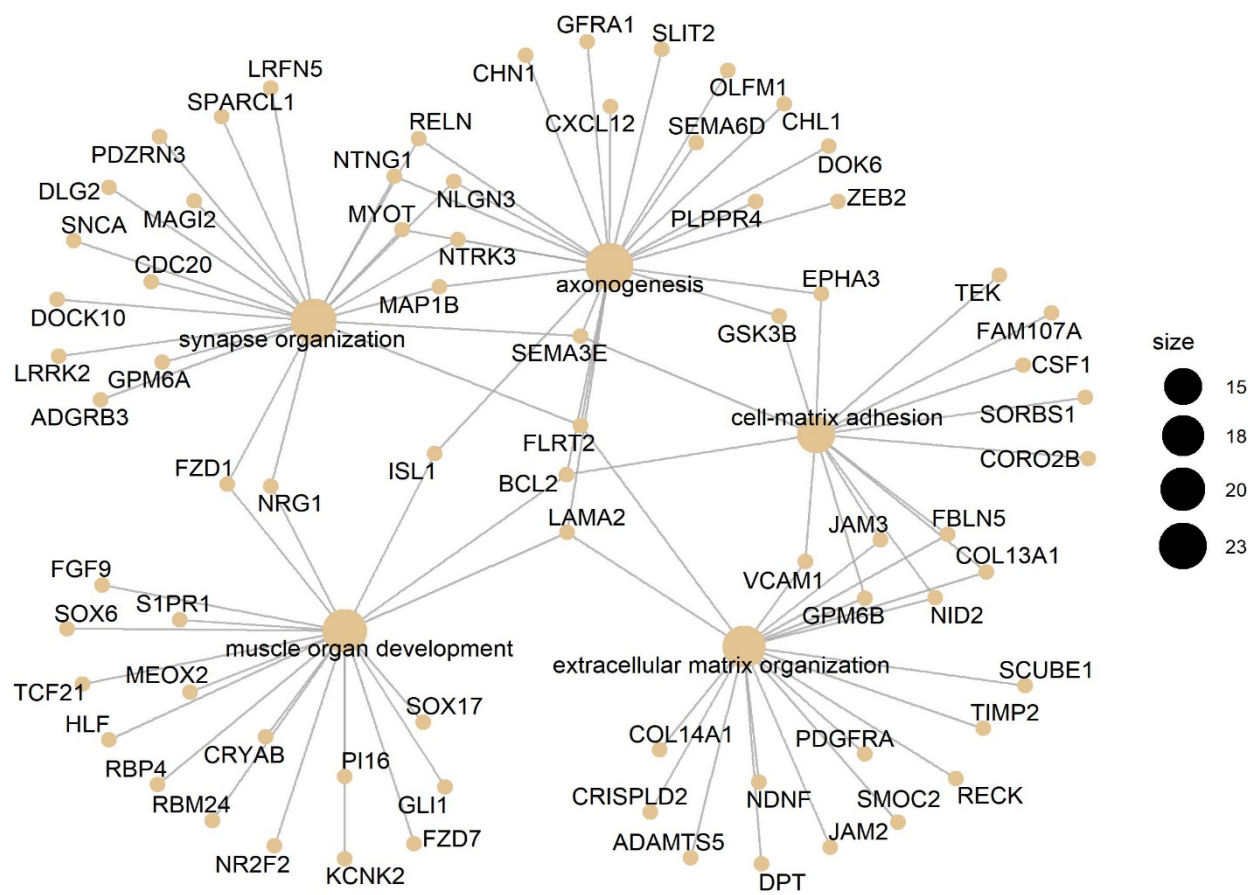 GFRA1
SLIT2
CHN1
LRFN5
OLFM1
SPARCL1
RELN
CXCL12
SEMA6D
CHL1
PDZRN3
NTNG1
DOK6
DLG2
NLGN3
ZEB2
MAGI2
MYOT
PLPPR4
SNCA
NTRK3
CDC20
axonogenesis
EPHA3
TEK
MAP1B
DOCK10
GSK3B
FAM107A
synapse organization
SEMA3E
size
LRRK2
GPM6A
CSF1
15
ADGRB3
cell-matrix adhesion
SORBS1
18
FLRT2
FZD1
ISL1
CORO2B
BCL2
20
NRG1
LAMA2
JAM3
FBLN5
23
COL13A1
FGF9
VCAM1
S1PR1
SOX6
GPM6B
NID2
muscle organ development
extracellular matrix organization
SCUBE1
MEOX2
TCF21
SOX17
TIMP2
HLF
COL14A1
PDGFRA
CRYAB
PI16
RBP4
CRISPLD2
NDNF
SMOC2
RECK
RBM24
GLI1
FZD7
ADAMTS5
JAM2
NR2F2
KCNK2
DPT